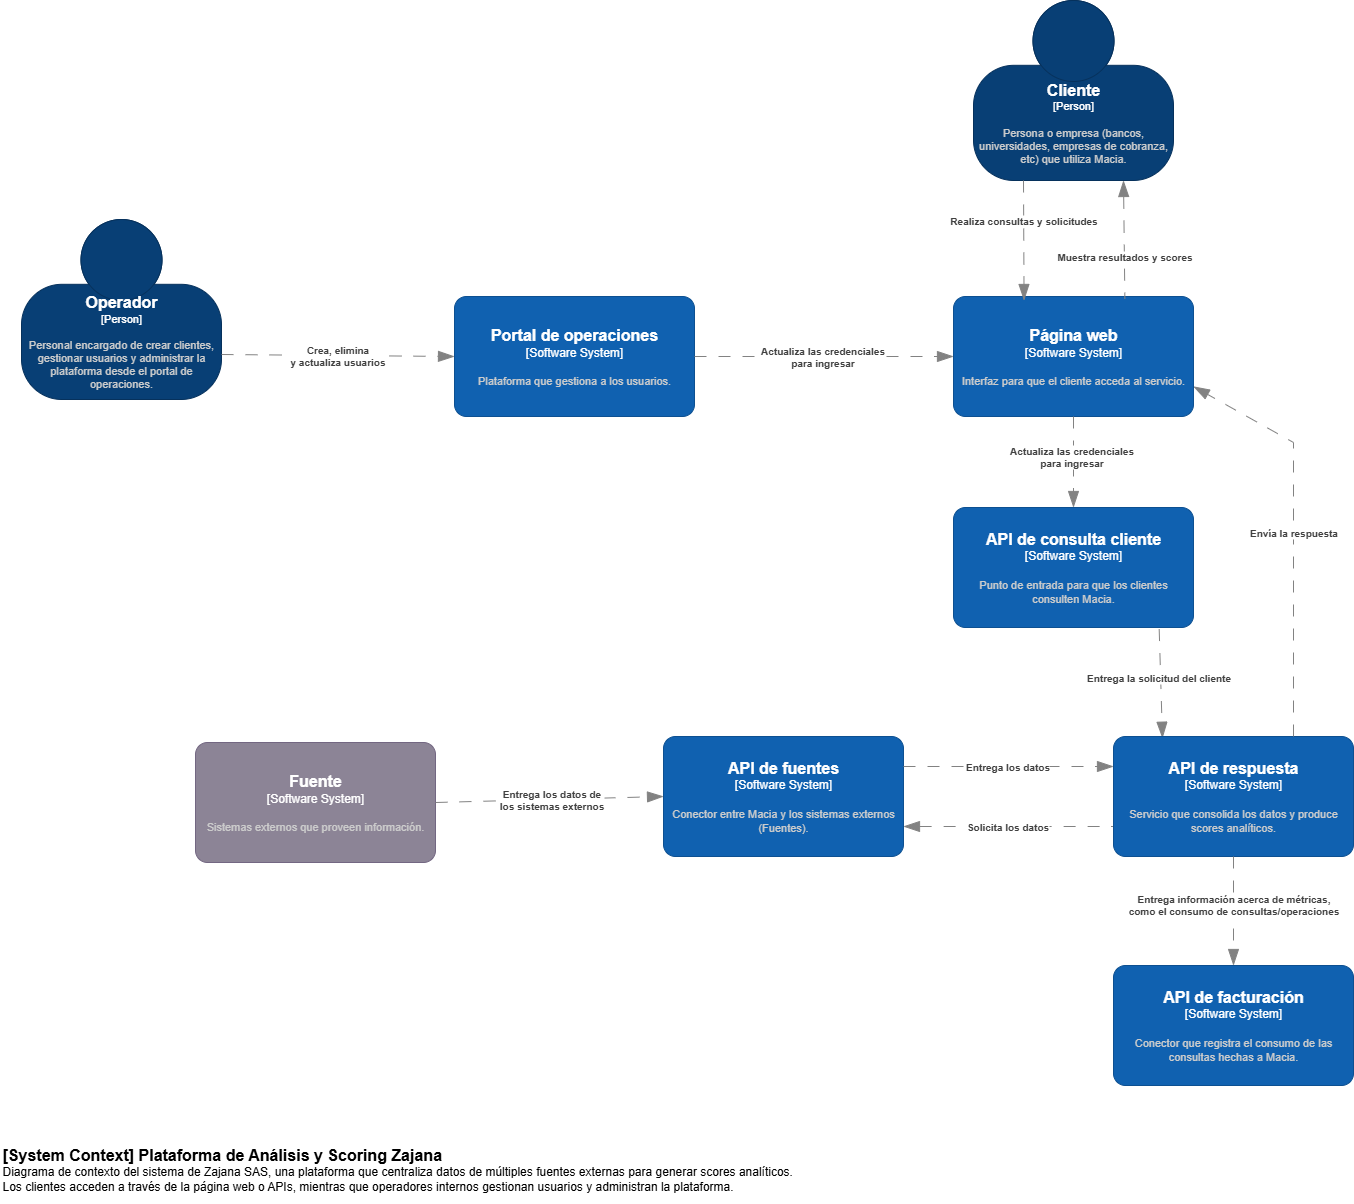 Cliente
[Person]
Persona o empresa (bancos,
universidades, empresas de cobranza,
etc) que utiliza Macia.
Realiza consultas y solicitudes
Muestra resultados y scores
Operador
[Person]
Personal encargado de crear clientes,
gestionar usuarios y administrar la
plataforma desde el portal de
operaciones.
Crea, elimina
y actualiza usuarios
Portal de operaciones
[Software System]
Plataforma que gestiona a los usuarios.
Actualiza las credenciales
para ingresar
Página web
[Software System]
Interfaz para que el cliente acceda al servicio.
Actualiza las credenciales
para ingresar
API de consulta cliente
[Software System]
Punto de entrada para que los clientes
consulten Macia.
Envía la respuesta
Entrega la solicitud del cliente
Fuente
[Software System]
Sistemas externos que proveen información.
Entrega los datos de
los sistemas externos
API de fuentes
[Software System]
Conector entre Macia y los sistemas externos
(Fuentes).
Entrega los datos
Solicita los datos
API de respuesta
[Software System]
Servicio que consolida los datos y produce
scores analíticos.
Entrega información acerca de métricas,
como el consumo de consultas/operaciones
API de facturación
[Software System]
Conector que registra el consumo de las
consultas hechas a Macia.
[System Context] Plataforma de Análisis y Scoring Zajana
Diagrama de contexto del sistema de Zajana SAS, una plataforma que centraliza datos de múltiples fuentes externas para generar scores analíticos.
Los clientes acceden a través de la página web o APIs, mientras que operadores internos gestionan usuarios y administran la plataforma.